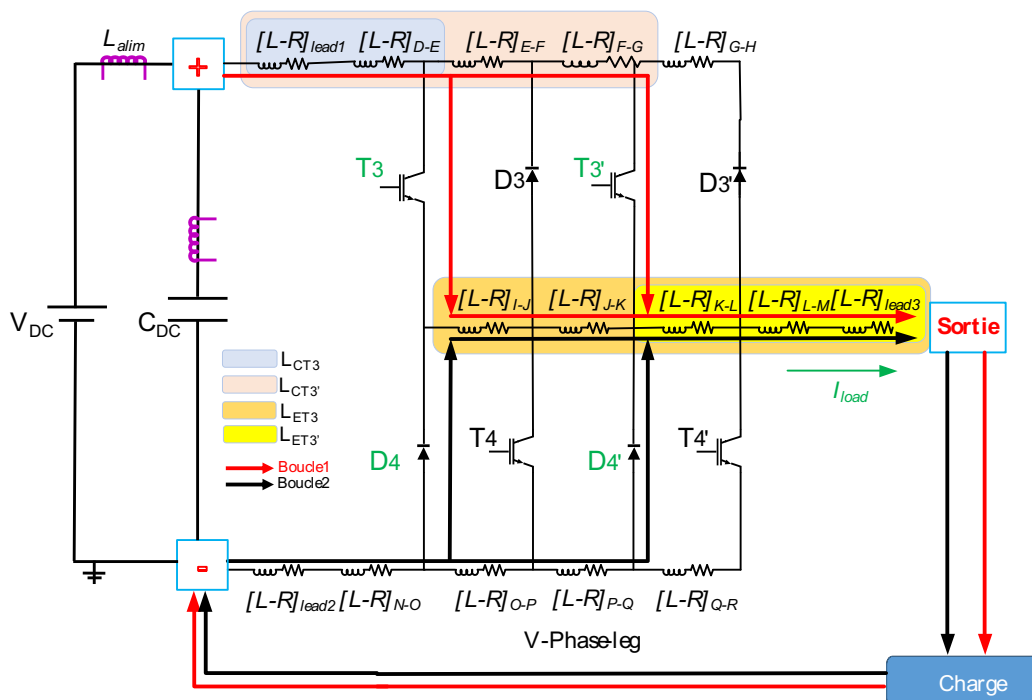 L_alim
+
[L-R]_lead1
[L-R]_D-E
[L-R]_E-F
[L-R]_F-G
[L-R]_G-H
T3
D3
T3'
D3'
V_DC
C_DC
[L-R]_I-J
[L-R]_J-K
[L-R]_K-L
[L-R]_L-M
[L-R]_lead3
Sortie
I_load
L_CT3
L_CT3'
L_ET3
L_ET3'
Boucle1
Boucle2
D4
T4
D4'
T4'
-
[L-R]_lead2
[L-R]_N-O
[L-R]_O-P
[L-R]_P-Q
[L-R]_Q-R
V-Phase-leg
Charge